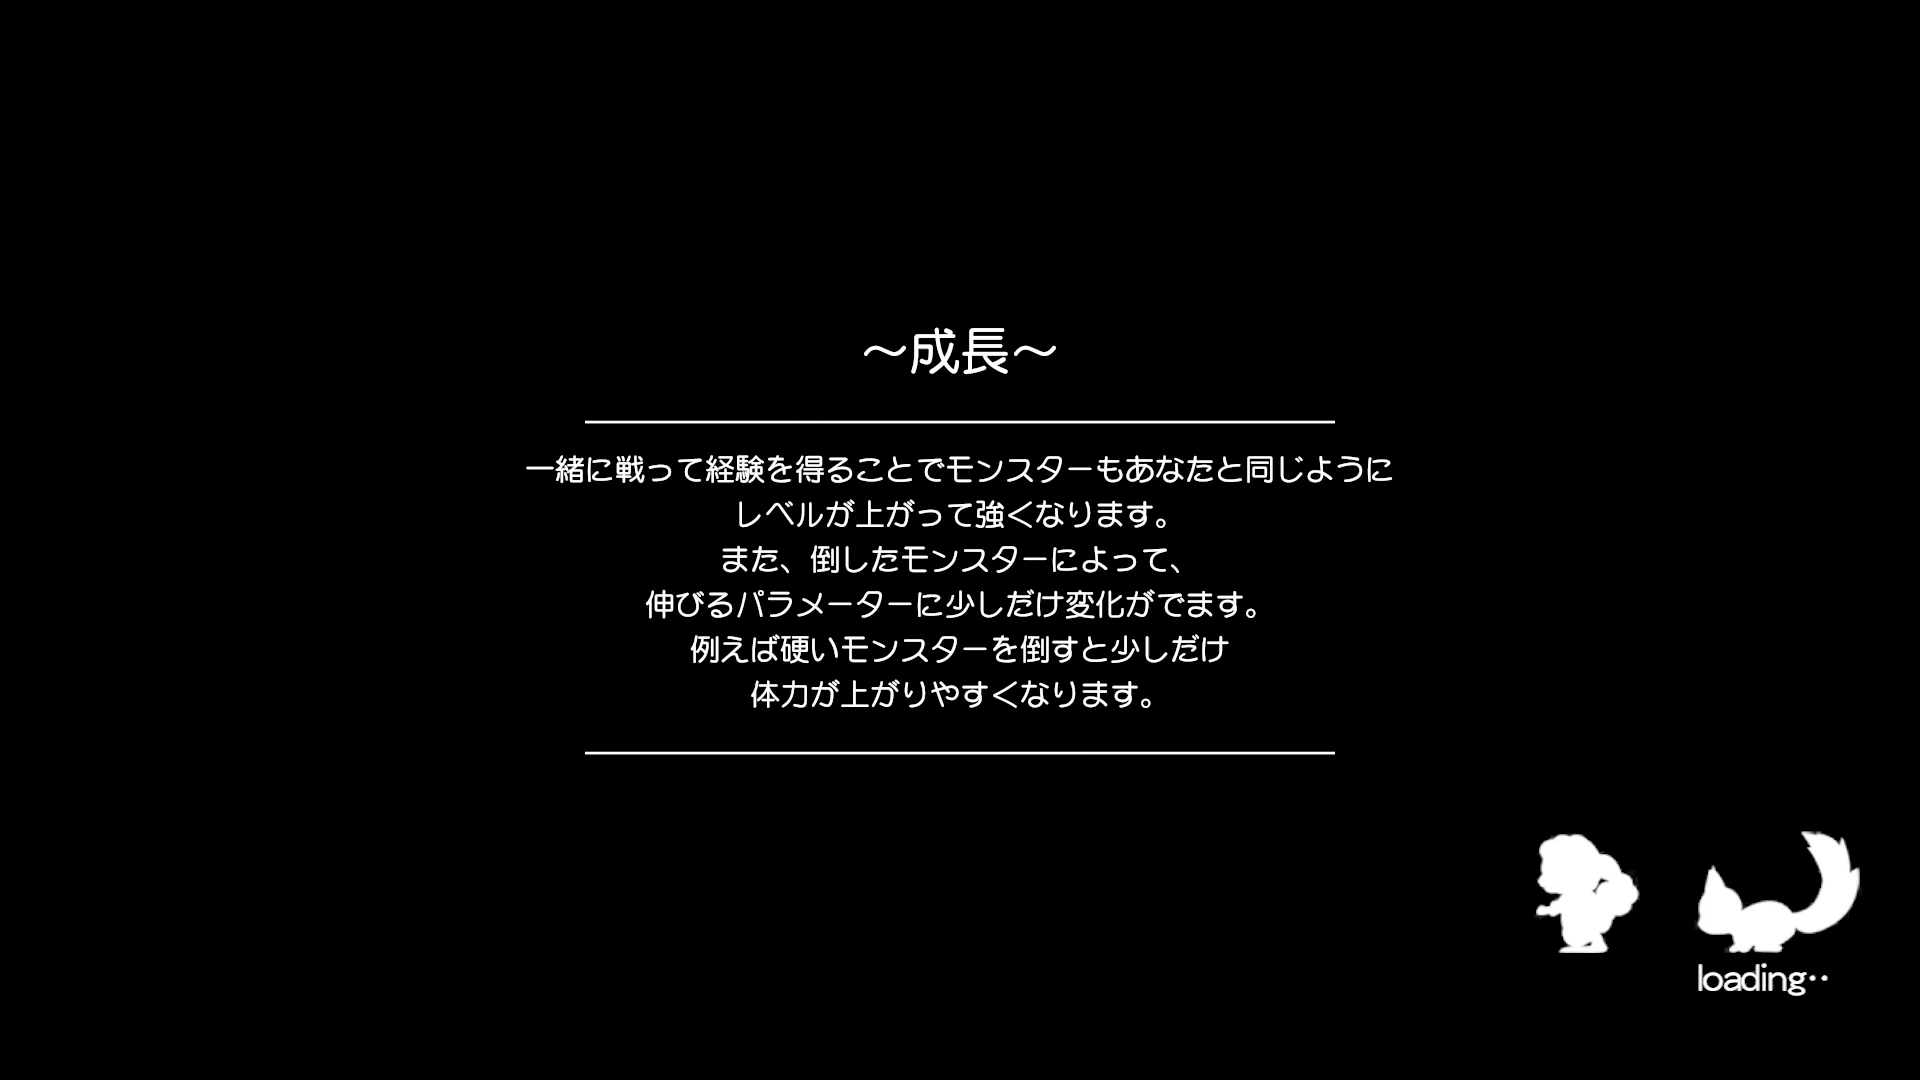 ～成長～
一緒に戦って経験を得ることでモンスターもあなたと同じように
レベルが上がって強くなります。
また、倒したモンスターによって、
伸びるパラメーターに少しだけ変化がでます。
例えば硬いモンスターを倒すと少しだけ
体力が上がりやすくなります。
loading··